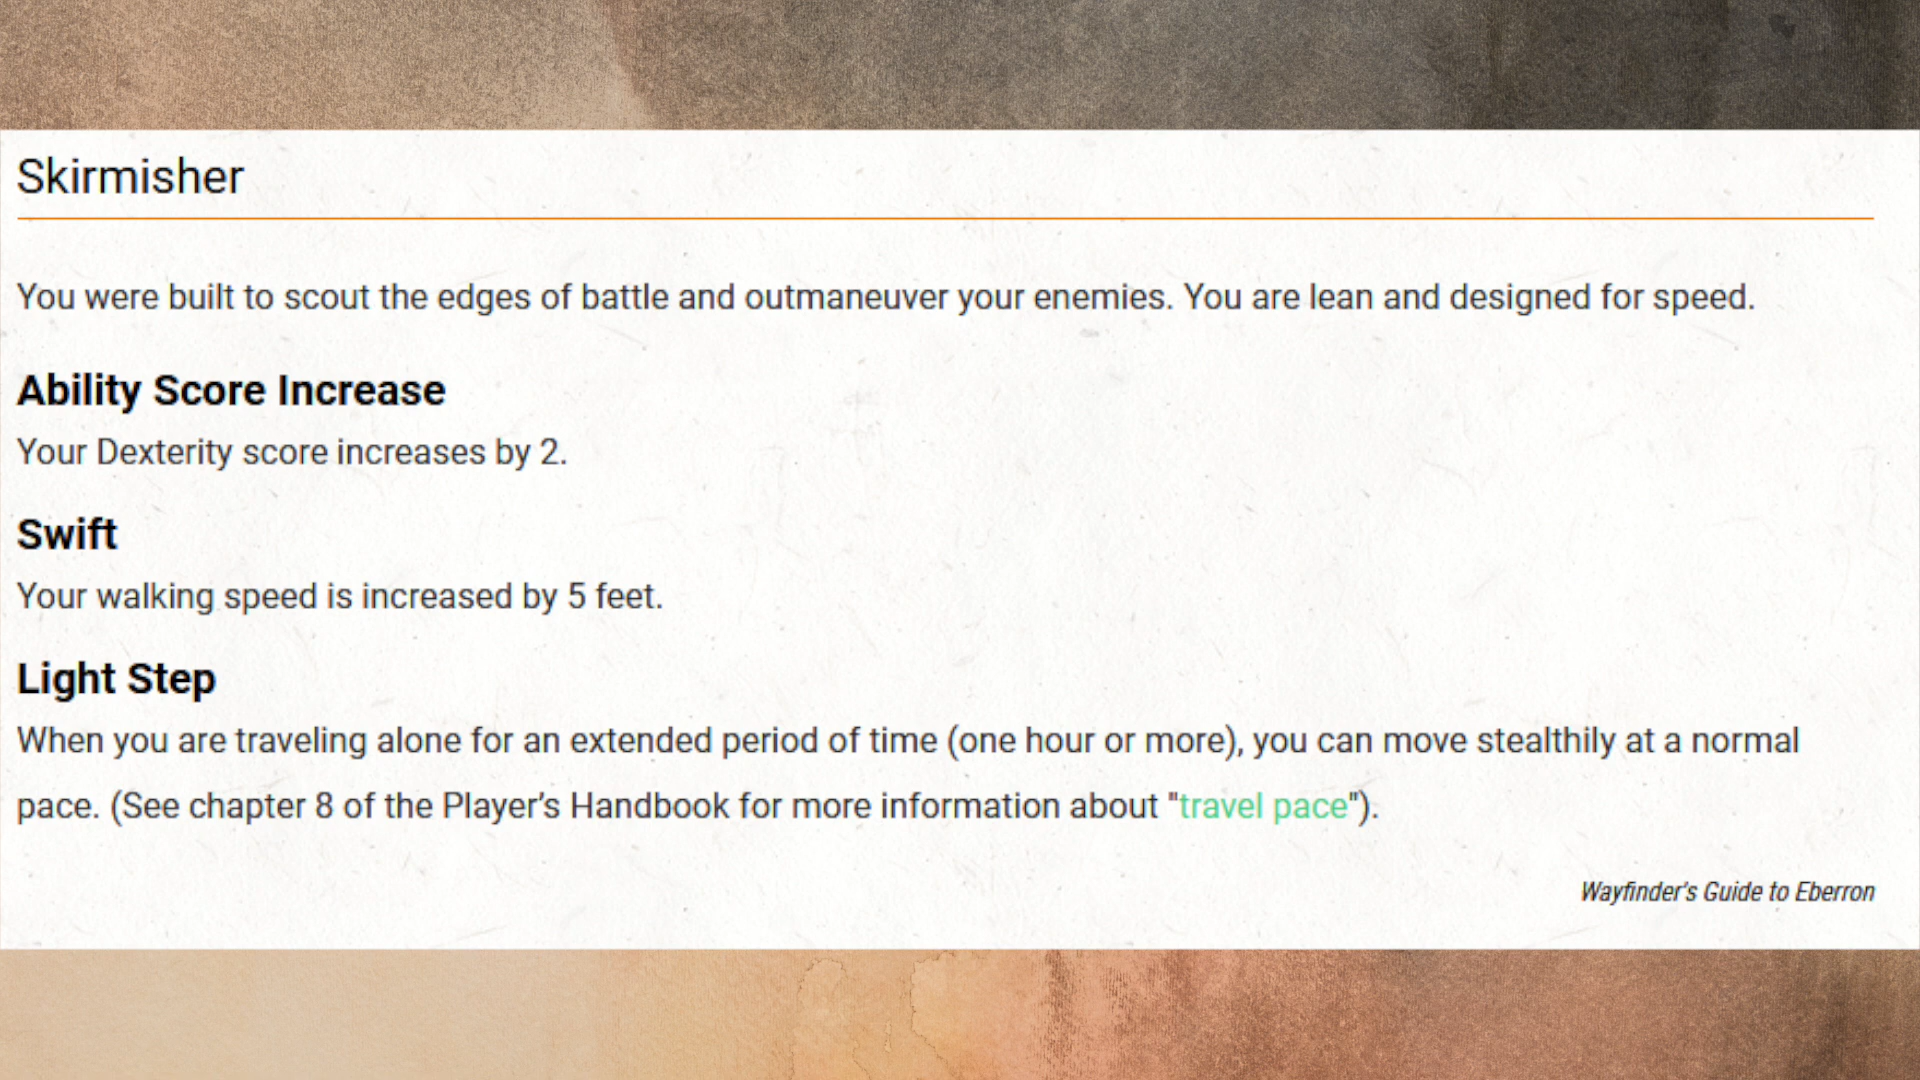 Skirmisher
You were built to scout the edges of battle and outmaneuver your enemies. You are lean and designed for speed.
Ability Score Increase
Your Dexterity score increases by 2.
Swift
Your walking speed is increased by 5 feet.
Light Step
When you are traveling alone for an extended period of time (one hour or more), you can move stealthily at a normal
pace. (See chapter 8 of the Player’s Handbook for more information about "travel pace").
Wayfinder's Guide to Eberron